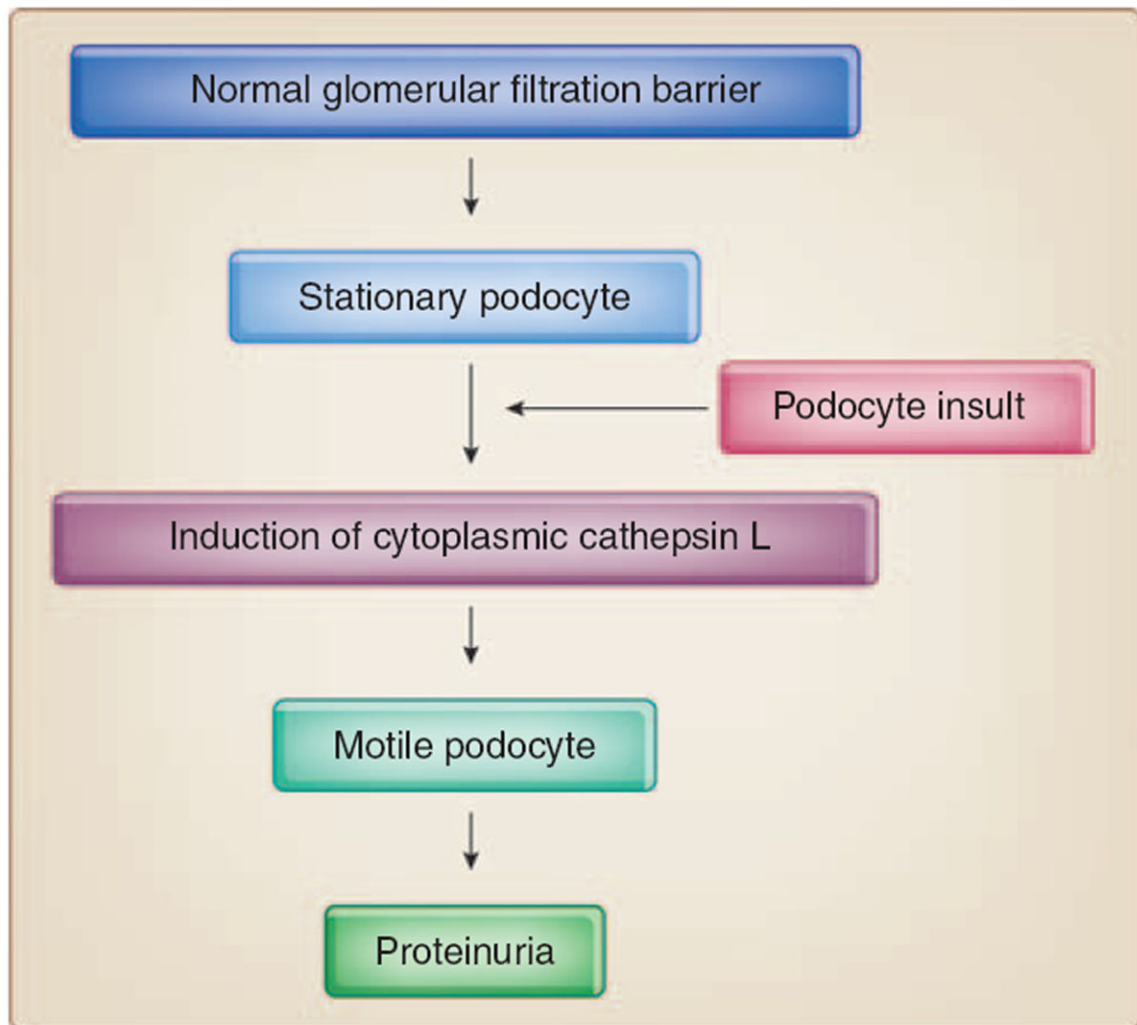 Normal glomerular filtration barrier
Stationary podocyte
Podocyte insult
Induction of cytoplasmic cathepsin L
Motile podocyte
Proteinuria